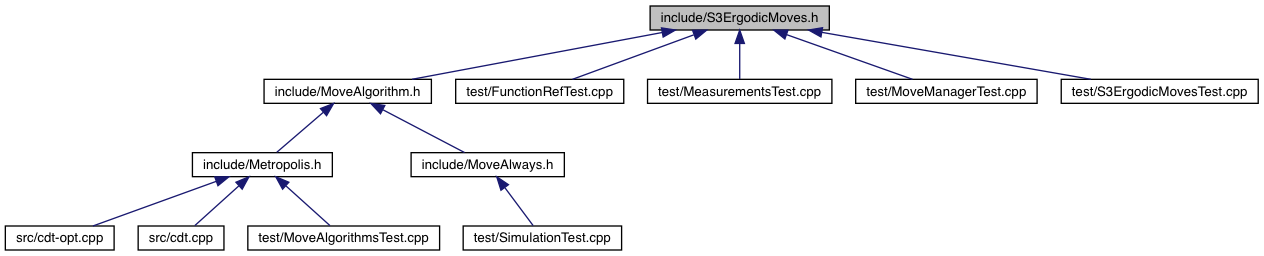 include/S3ErgodicMoves.h
include/MoveAlgorithm.h
test/FunctionRefTest.cpp
test/MeasurementsTest.cpp
test/MoveManagerTest.cpp
test/S3ErgodicMovesTest.cpp
include/Metropolis.h
include/MoveAlways.h
src/cdt-opt.cpp
src/cdt.cpp
test/MoveAlgorithmsTest.cpp
test/SimulationTest.cpp